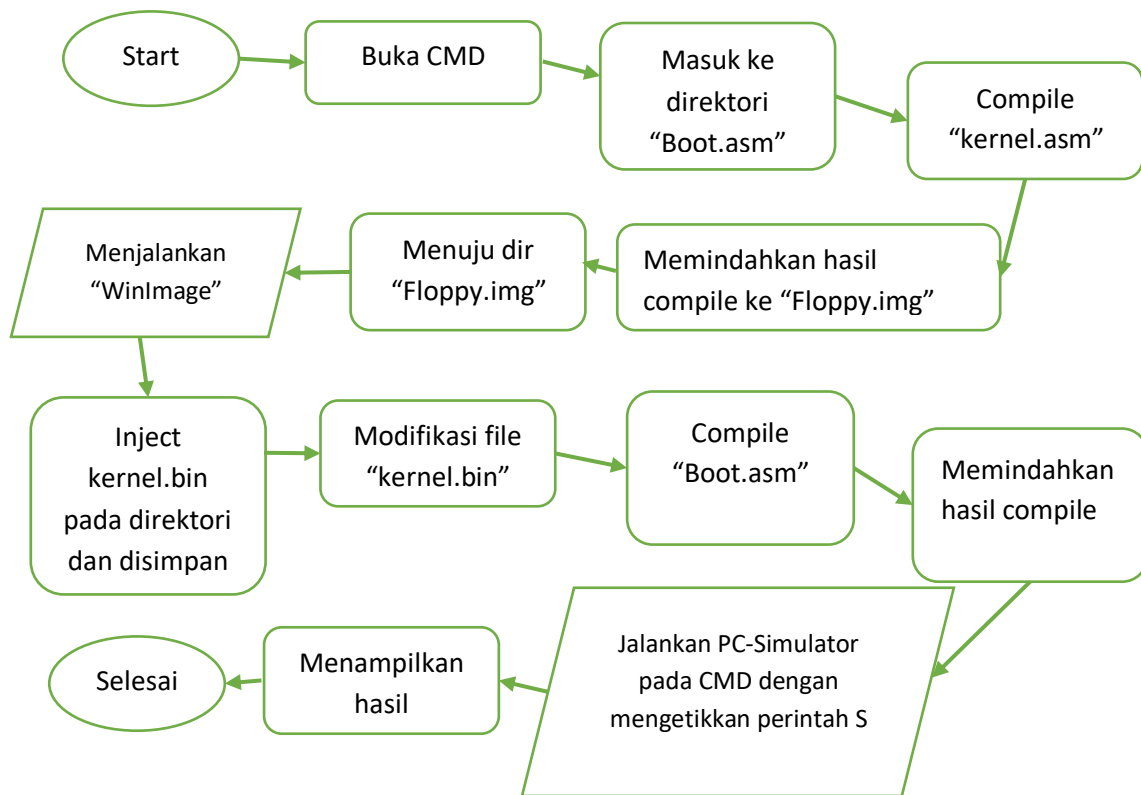 Start
Buka CMD
Masuk ke
direktori
“Boot.asm”
Compile
“kernel.asm”
Memindahkan hasil
compile ke “Floppy.img”
Menuju dir
“Floppy.img”
Menjalankan
“WinImage”
Inject
kernel.bin
pada direktori
dan disimpan
Modifikasi file
“kernel.bin”
Compile
“Boot.asm”
Memindahkan
hasil compile
Jalankan PC-Simulator
pada CMD dengan
mengetikkan perintah S
Menampilkan
hasil
Selesai